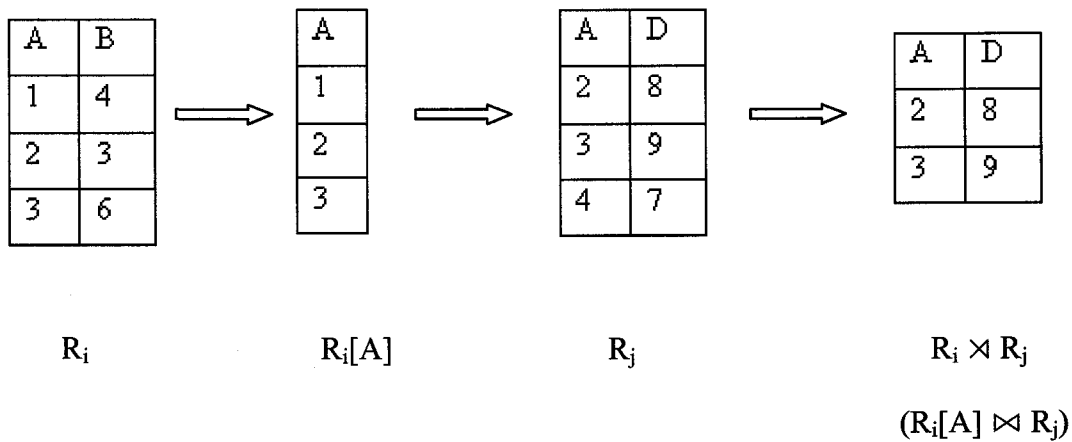 A B
1 4
2 3
3 6
A
1
2
3
A D
2 8
3 9
4 7
A D
2 8
3 9
Rᵢ
Rᵢ[A]
Rⱼ
Rᵢ ⋊ Rⱼ
(Rᵢ[A] ⋈ Rⱼ)